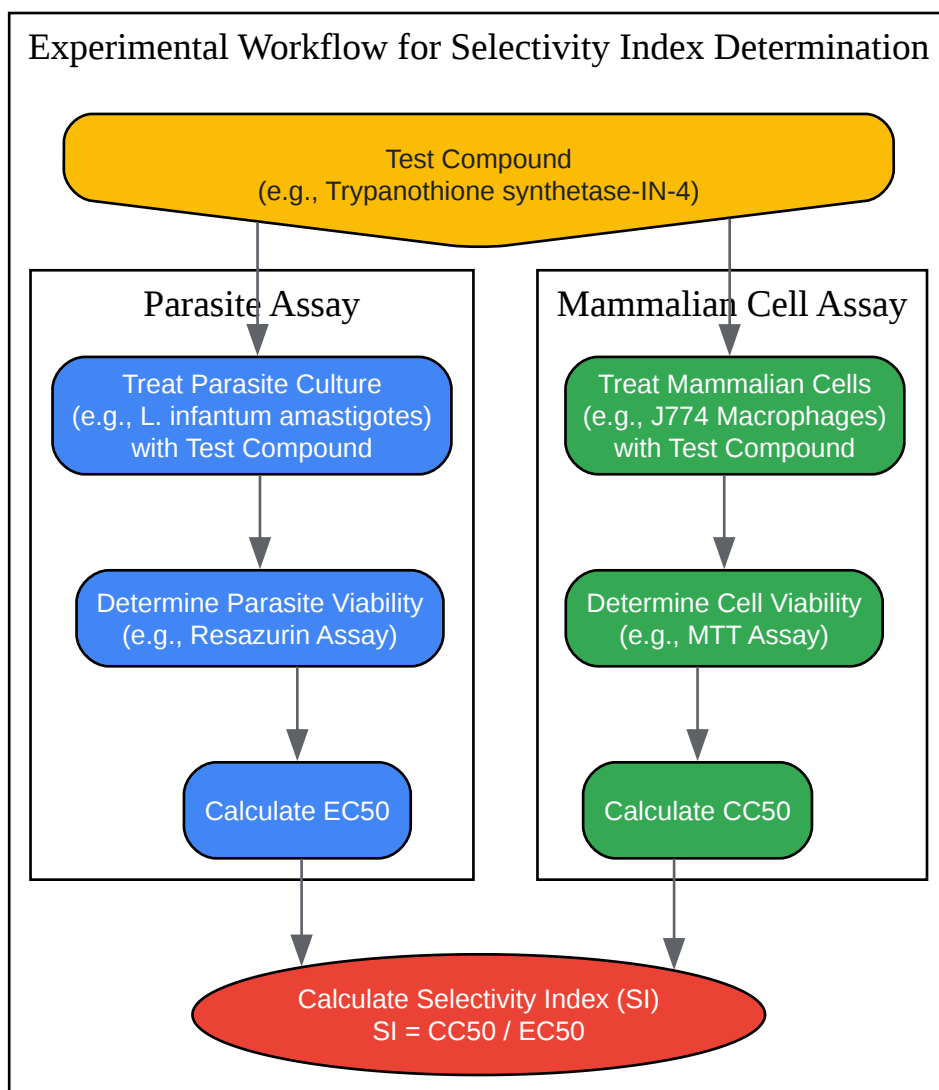 Experimental Workflow for Selectivity Index Determination
Test Compound
(e.g., Trypanothione synthetase-IN-4)
Parasite Assay
Treat Parasite Culture
(e.g., L. infantum amastigotes)
with Test Compound
Determine Parasite Viability
(e.g., Resazurin Assay)
Calculate EC50
Mammalian Cell Assay
Treat Mammalian Cells
(e.g., J774 Macrophages)
with Test Compound
Determine Cell Viability
(e.g., MTT Assay)
Calculate CC50
Calculate Selectivity Index (SI)
SI = CC50 / EC50